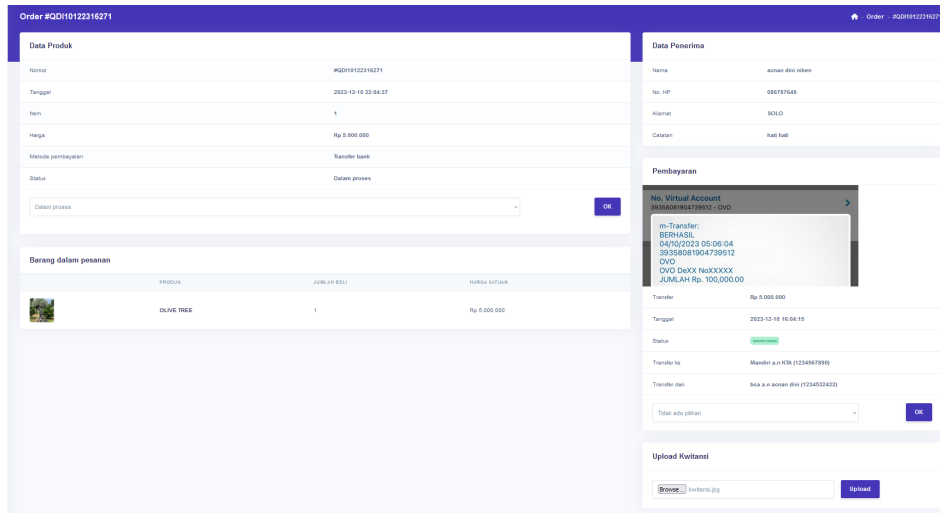 Order #QDI10122316271
- Order - #QDI10122316271
Data Produk
Nomor #QDI10122316271
Tanggal 2023-12-10 22:04:37
Item 1
Harga Rp 5.000.000
Metode pembayaran Transfer bank
Status Dalam proses
Dalam proses OK
Barang dalam pesanan
PRODUK JUMLAH BELI HARGA SATUAN
OLIVE TREE 1 Rp 5.000.000
Data Penerima
Nama aonan dini niken
No. HP 086787645
Alamat SOLO
Catatan hati hati
Pembayaran
No. Virtual Account
39358081904739512 - OVO
m-Transfer:
BERHASIL
04/10/2023 05:06:04
39358081904739512
OVO
OVO DeXX NoXXXXX
JUMLAH Rp. 100,000.00
Transfer Rp 5.000.000
Tanggal 2023-12-10 16:04:15
Status
Transfer ke Mandiri a.n KTA (1234567890)
Transfer dari bca a.n aonan dini (1234532432)
Tidak ada pilihan OK
Upload Kwitansi
Browse... kwitansi.jpg Upload